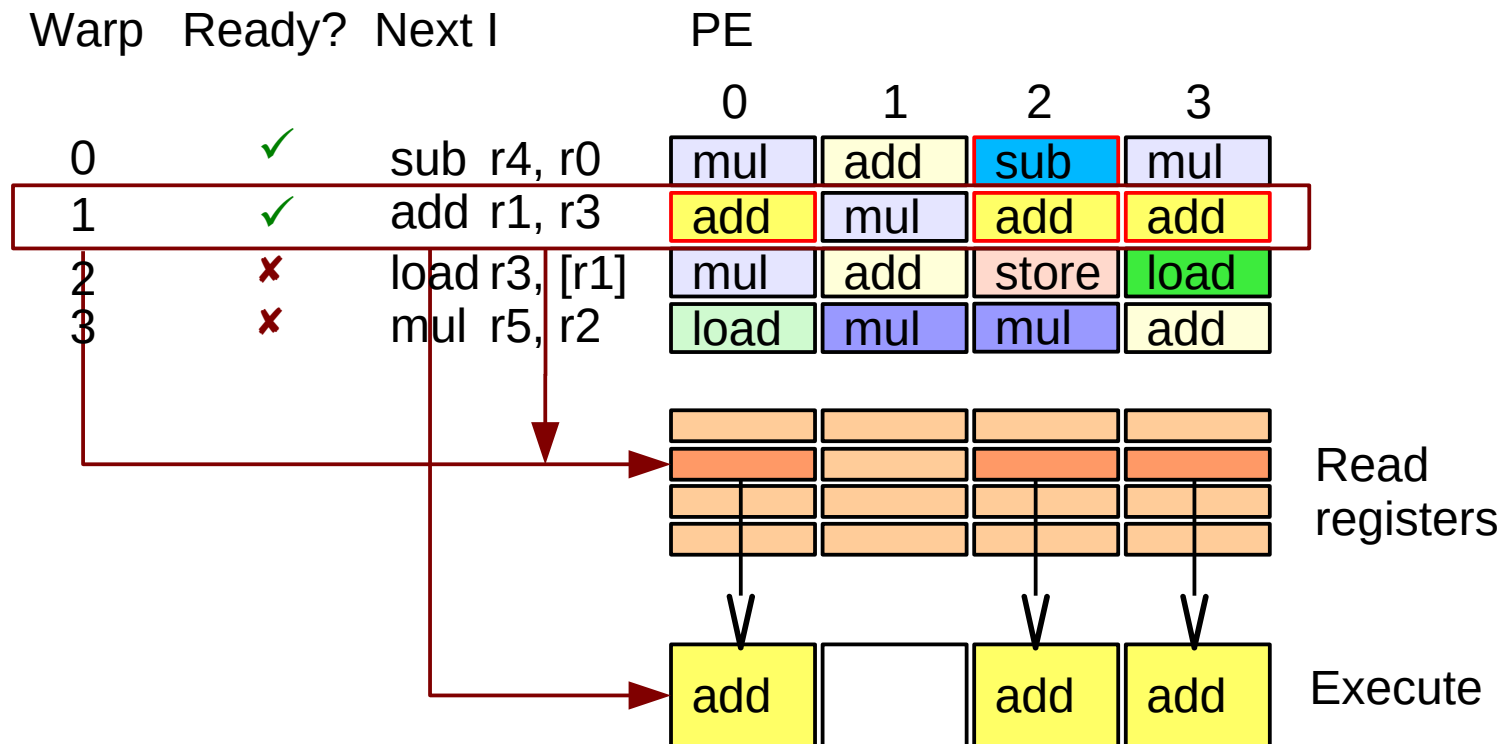 Warp Ready? Next I PE
0 1 2 3
0 ✓ sub r4, r0 mul add sub mul
1 ✓ add r1, r3 add mul add add
2 ✘ load r3, [r1] mul add store load
3 ✘ mul r5, r2 load mul mul add
Read
registers
add add add Execute